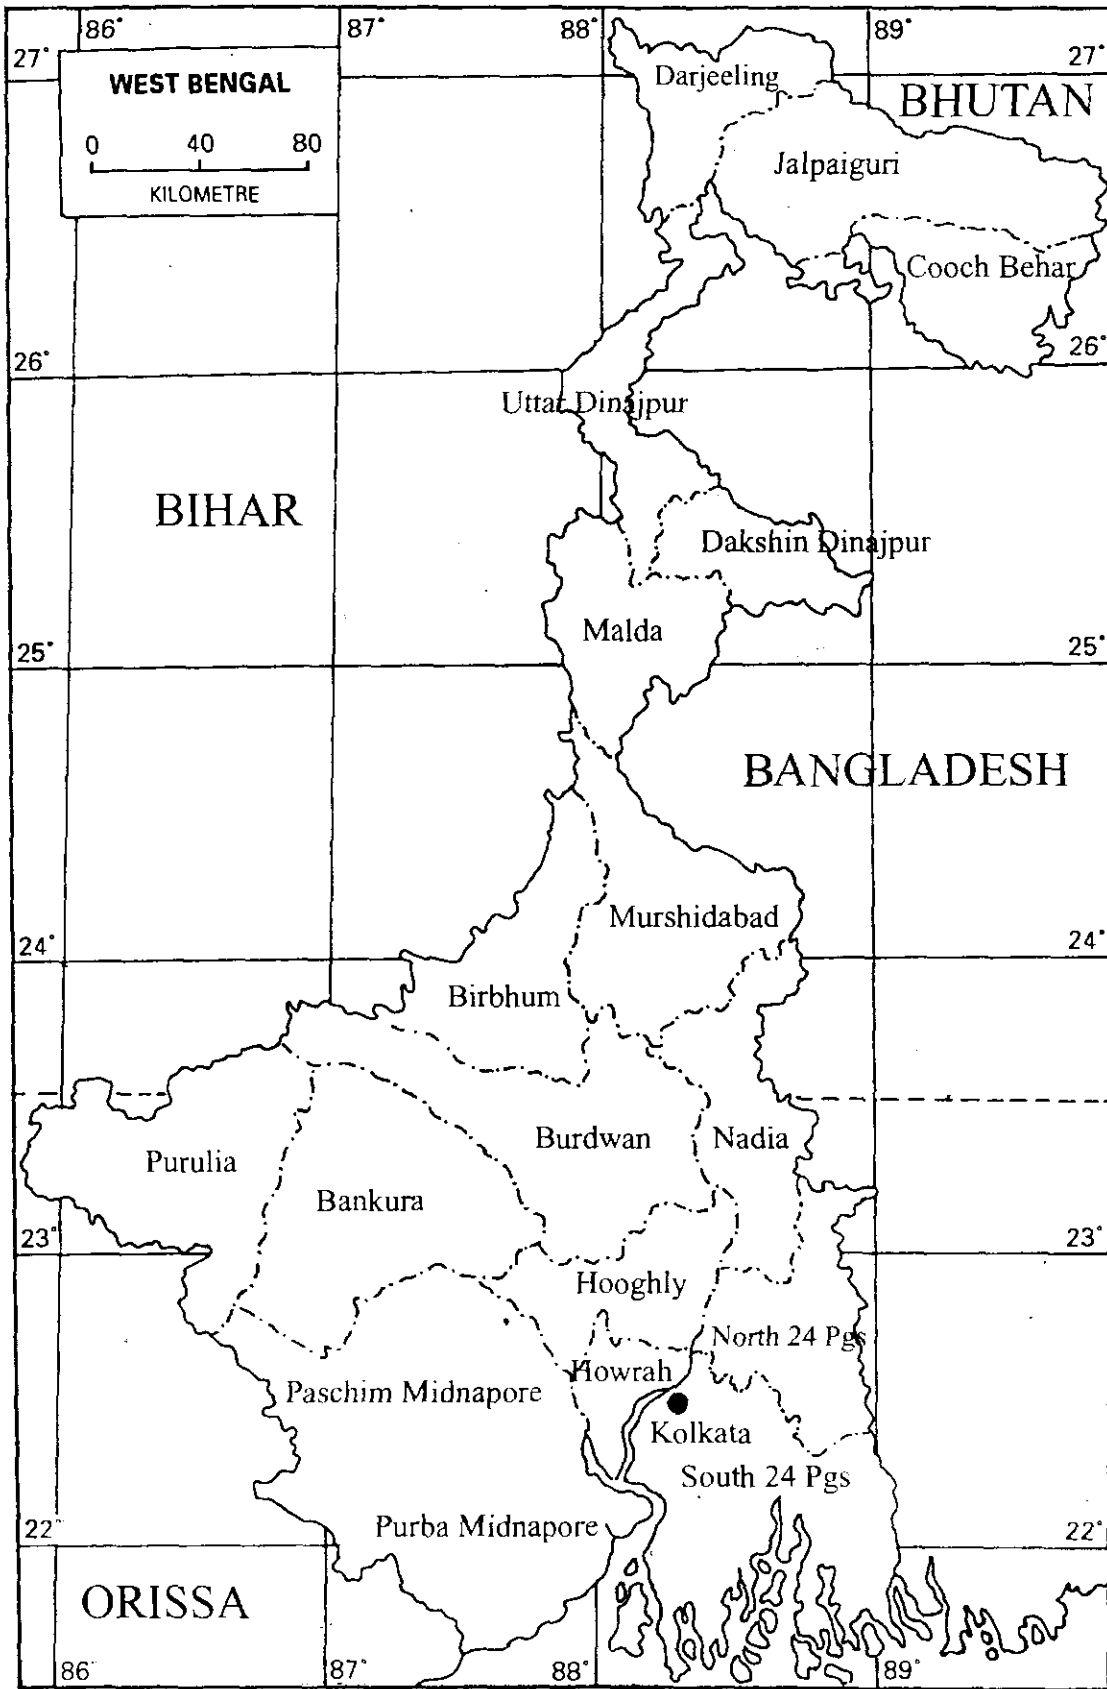 86°
87°
88°
89°
27°
27°
WEST BENGAL
0 40 80
KILOMETRE
Darjeeling
BHUTAN
Jalpaiguri
Cooch Behar
26°
26°
Uttar Dinajpur
BIHAR
Dakshin Dinajpur
Malda
25°
25°
BANGLADESH
Murshidabad
24°
24°
Birbhum
Burdwan
Nadia
Purulia
Bankura
23°
23°
Hooghly
North 24 Pgs
Howrah
Paschim Midnapore
Kolkata
South 24 Pgs
Purba Midnapore
22°
22°
ORISSA
86°
87°
88°
89°